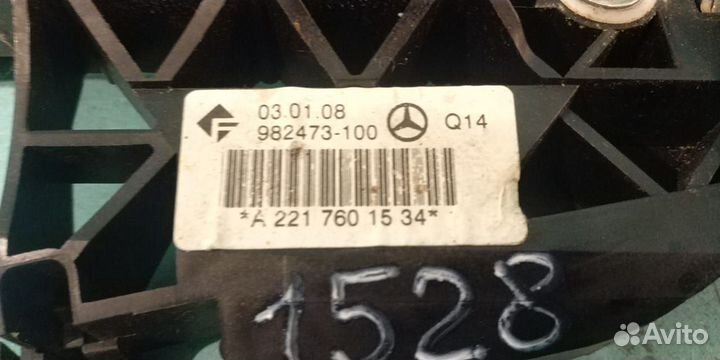 03.01.08
982473-100
Q14
*A 221 760 15 34*
1528
Avito